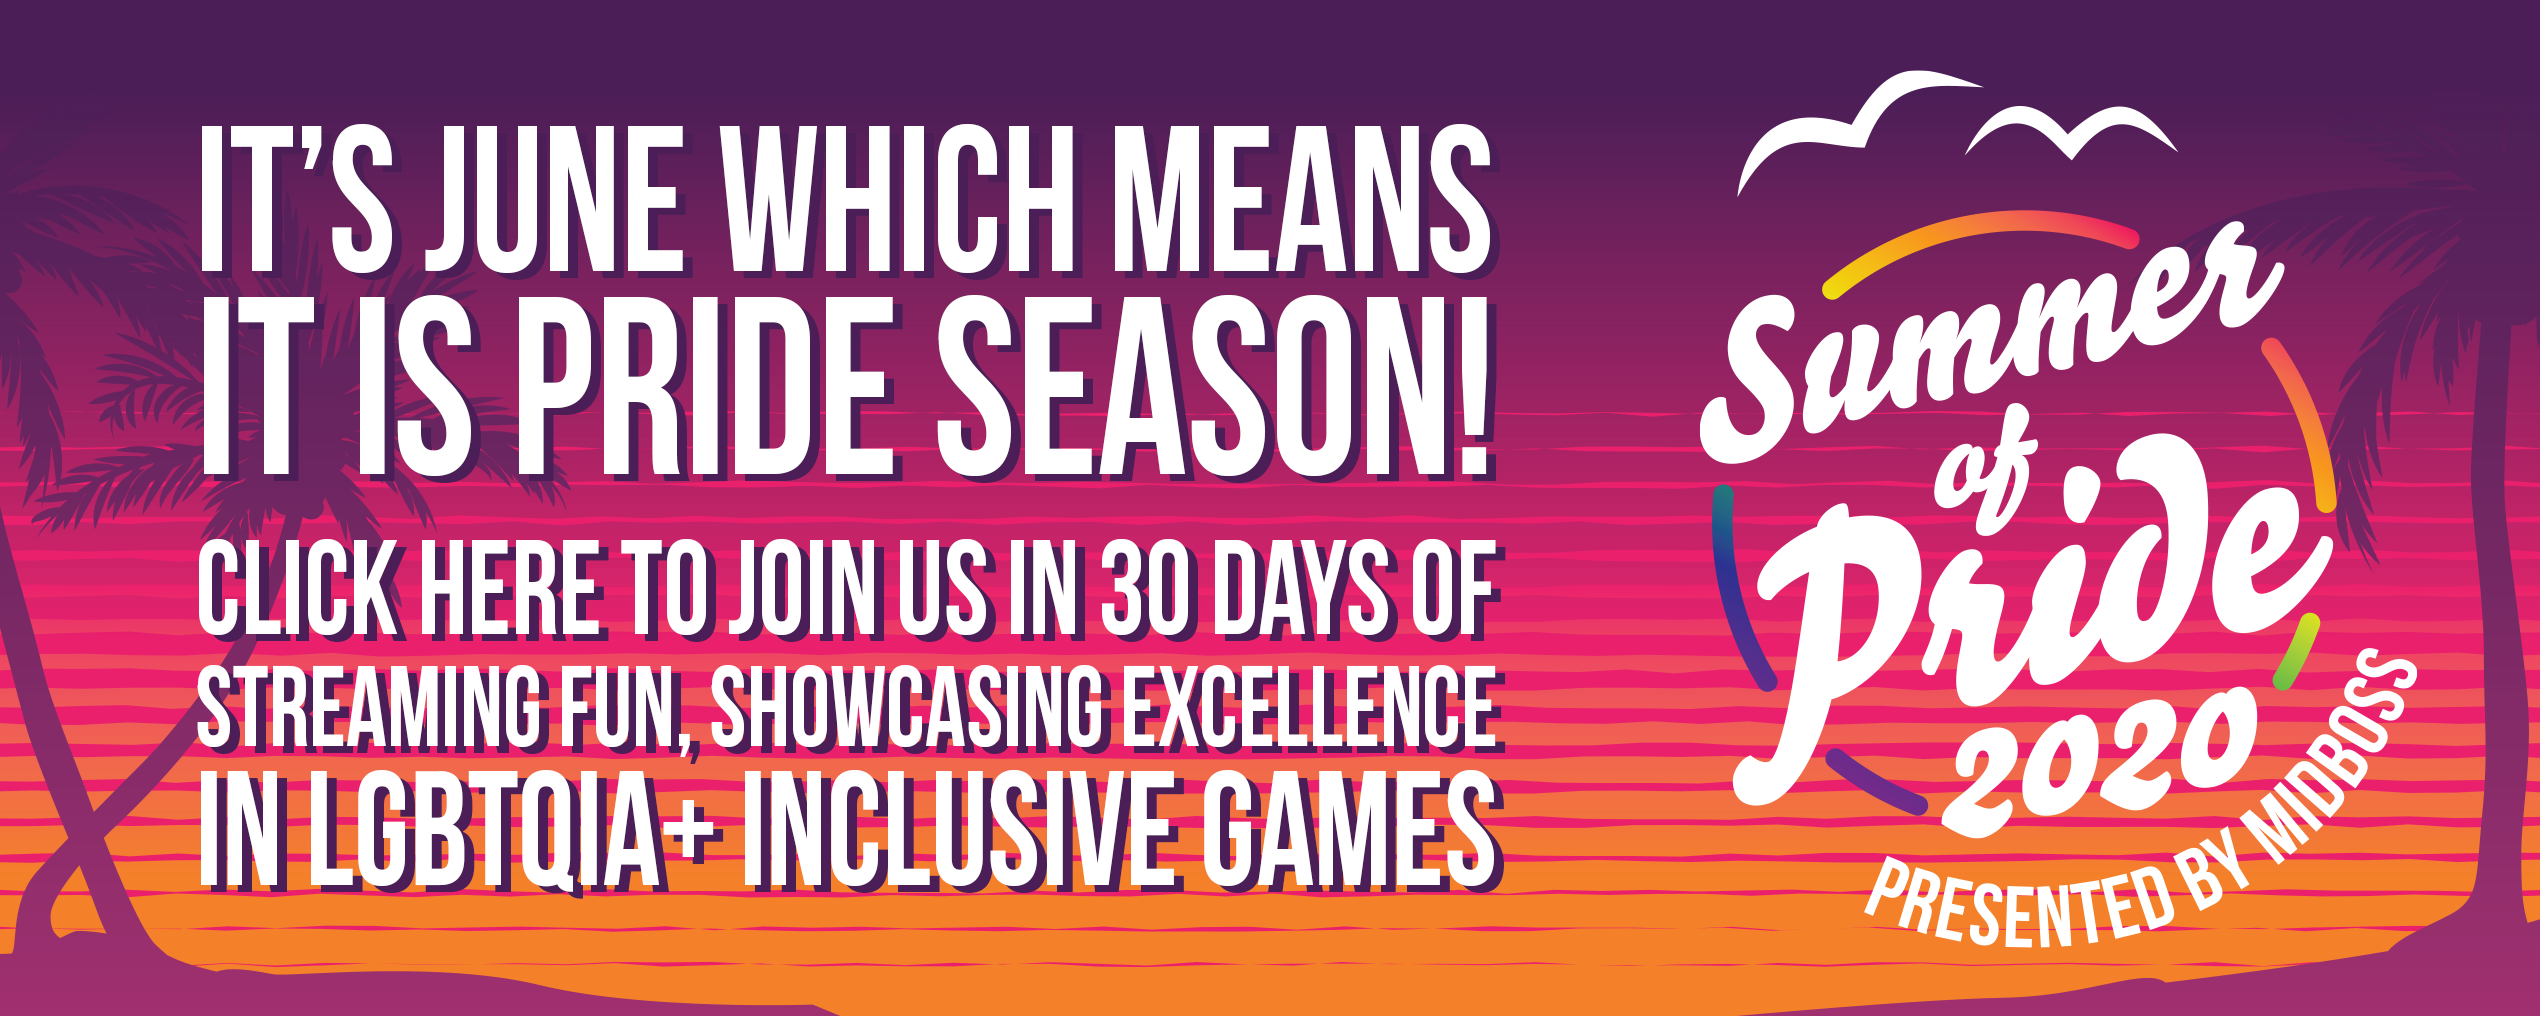 IT'S JUNE WHICH MEANS
IT IS PRIDE SEASON!
CLICK HERE TO JOIN US IN 30 DAYS OF
STREAMING FUN, SHOWCASING EXCELLENCE
IN LGBTQIA+ INCLUSIVE GAMES
Summer
of
Pride
2020
PRESENTED BY MIDBOSS